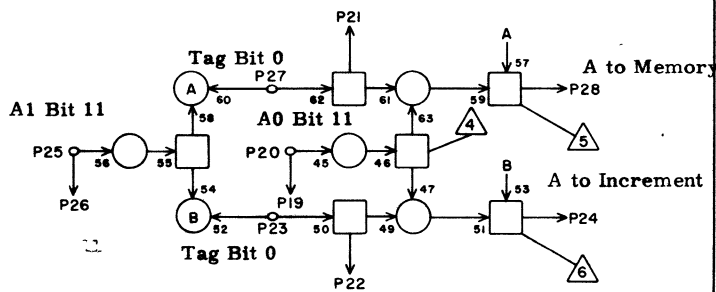 P21
A
Tag Bit 0
57
P27
A to Memory
A
60
62
61
59
P28
58
63
A1 Bit 11
A0 Bit 11
4
5
P25
56
55
P20
45
46
54
47
B
53
A to Increment
P26
P19
B
52
P23
50
49
51
P24
Tag Bit 0
P22
6